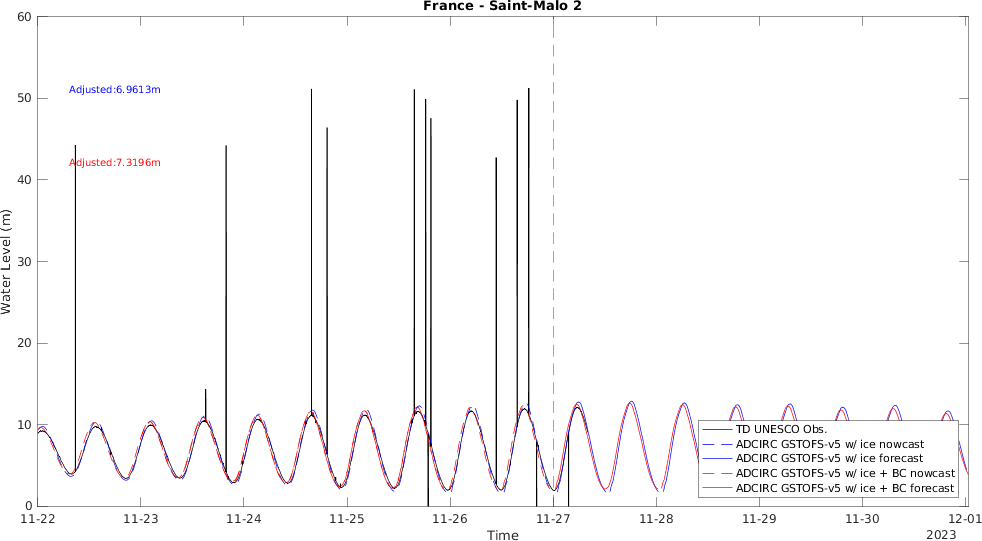 France - Saint-Malo 2
60
50
40
30
20
10
0
Water Level (m)
Adjusted:6.9613m
Adjusted:7.3196m
TD UNESCO Obs.
ADCIRC GSTOFS-v5 w/ ice nowcast
ADCIRC GSTOFS-v5 w/ ice forecast
ADCIRC GSTOFS-v5 w/ ice + BC nowcast
ADCIRC GSTOFS-v5 w/ ice + BC forecast
11-22 11-23 11-24 11-25 11-26 11-27 11-28 11-29 11-30 12-01
Time
2023